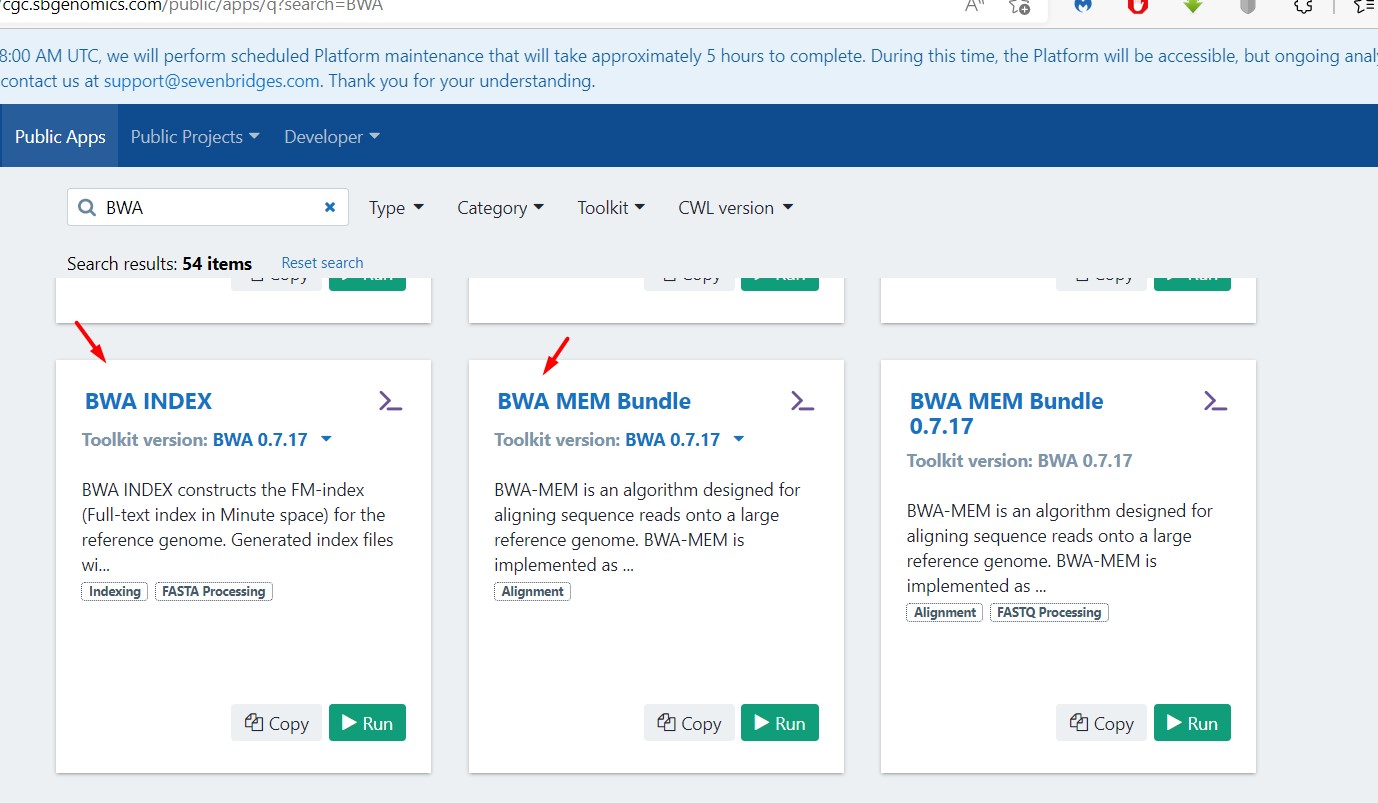 cgc.sbgenomics.com/public/apps/q?search=BWA
8:00 AM UTC, we will perform scheduled Platform maintenance that will take approximately 5 hours to complete. During this time, the Platform will be accessible, but ongoing analy
contact us at support@sevenbridges.com. Thank you for your understanding.
Public Apps Public Projects Developer
BWA Type Category Toolkit CWL version
Search results: 54 items Reset search
Copy Run Copy Run Copy Run
BWA INDEX
Toolkit version: BWA 0.7.17
BWA INDEX constructs the FM-index
(Full-text index in Minute space) for the
reference genome. Generated index files
wi...
Indexing FASTA Processing
Copy Run
BWA MEM Bundle
Toolkit version: BWA 0.7.17
BWA-MEM is an algorithm designed for
aligning sequence reads onto a large
reference genome. BWA-MEM is
implemented as ...
Alignment
Copy Run
BWA MEM Bundle
0.7.17
Toolkit version: BWA 0.7.17
BWA-MEM is an algorithm designed for
aligning sequence reads onto a large
reference genome. BWA-MEM is
implemented as ...
Alignment FASTQ Processing
Copy Run